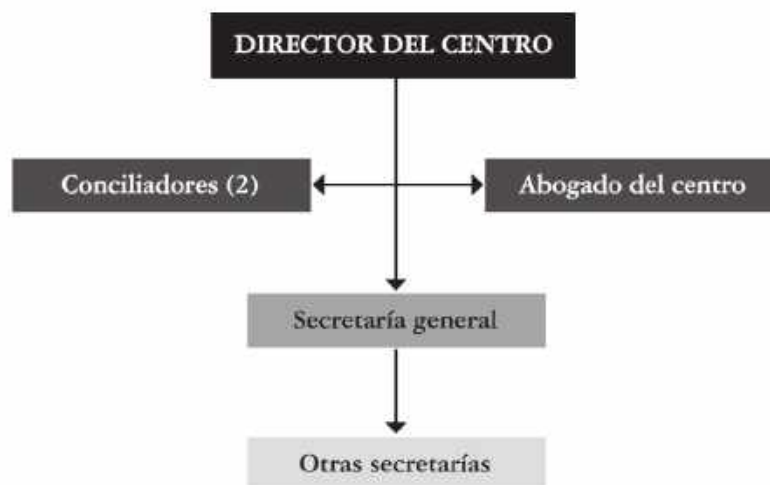 DIRECTOR DEL CENTRO
Conciliadores (2)
Abogado del centro
Secretaría general
Otras secretarías